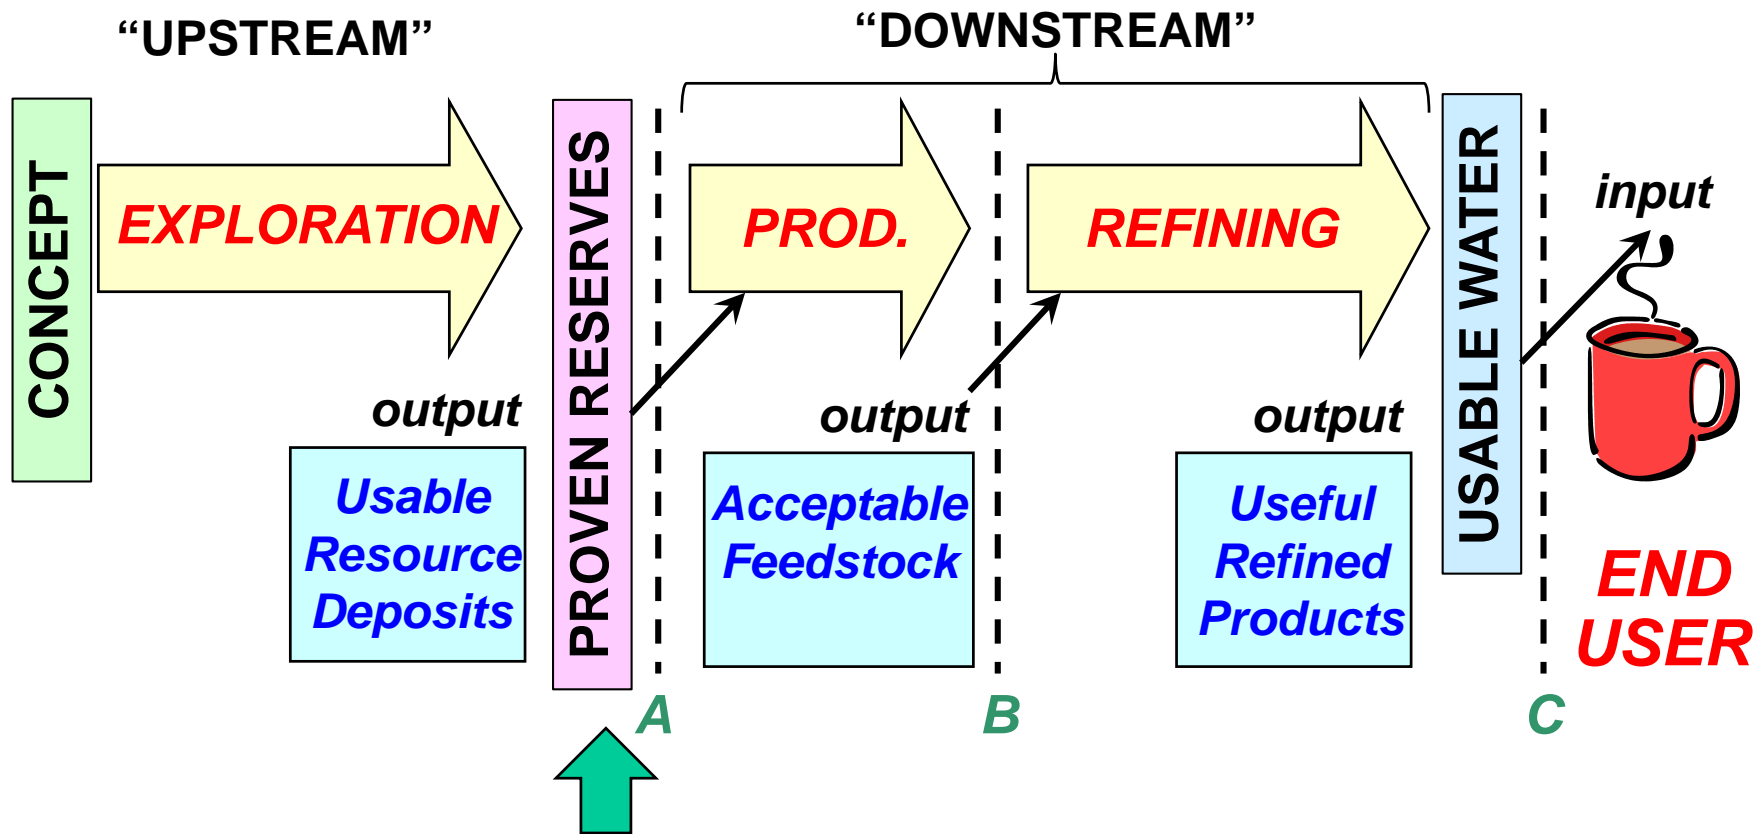 “UPSTREAM”
“DOWNSTREAM”
CONCEPT
EXPLORATION
PROVEN RESERVES
PROD.
REFINING
USABLE WATER
input
output
output
output
Usable
Resource
Deposits
Acceptable
Feedstock
Useful
Refined
Products
END
USER
A
B
C